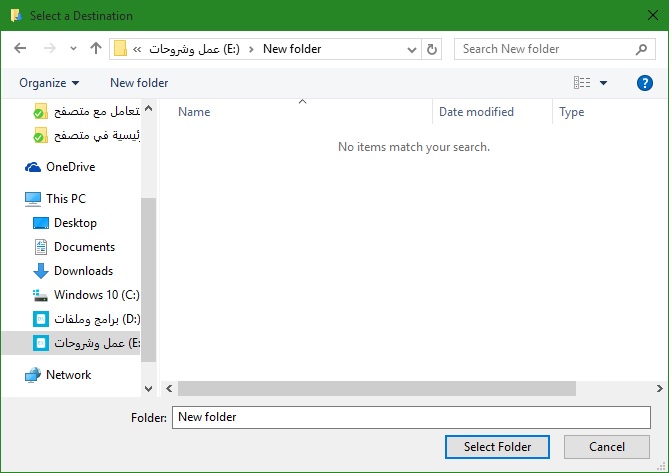 Select a Destination
عمل وشروحات (E:) New folder
Search New folder
Organize New folder
Name Date modified Type
No items match your search.
لتعامل مع متصفح
ئيسية في متصفح
OneDrive
This PC
Desktop
Documents
Downloads
Windows 10 (C:)
برامج وملفات (D:)
عمل وشروحات (E:
Network
Folder: New folder
Select Folder Cancel